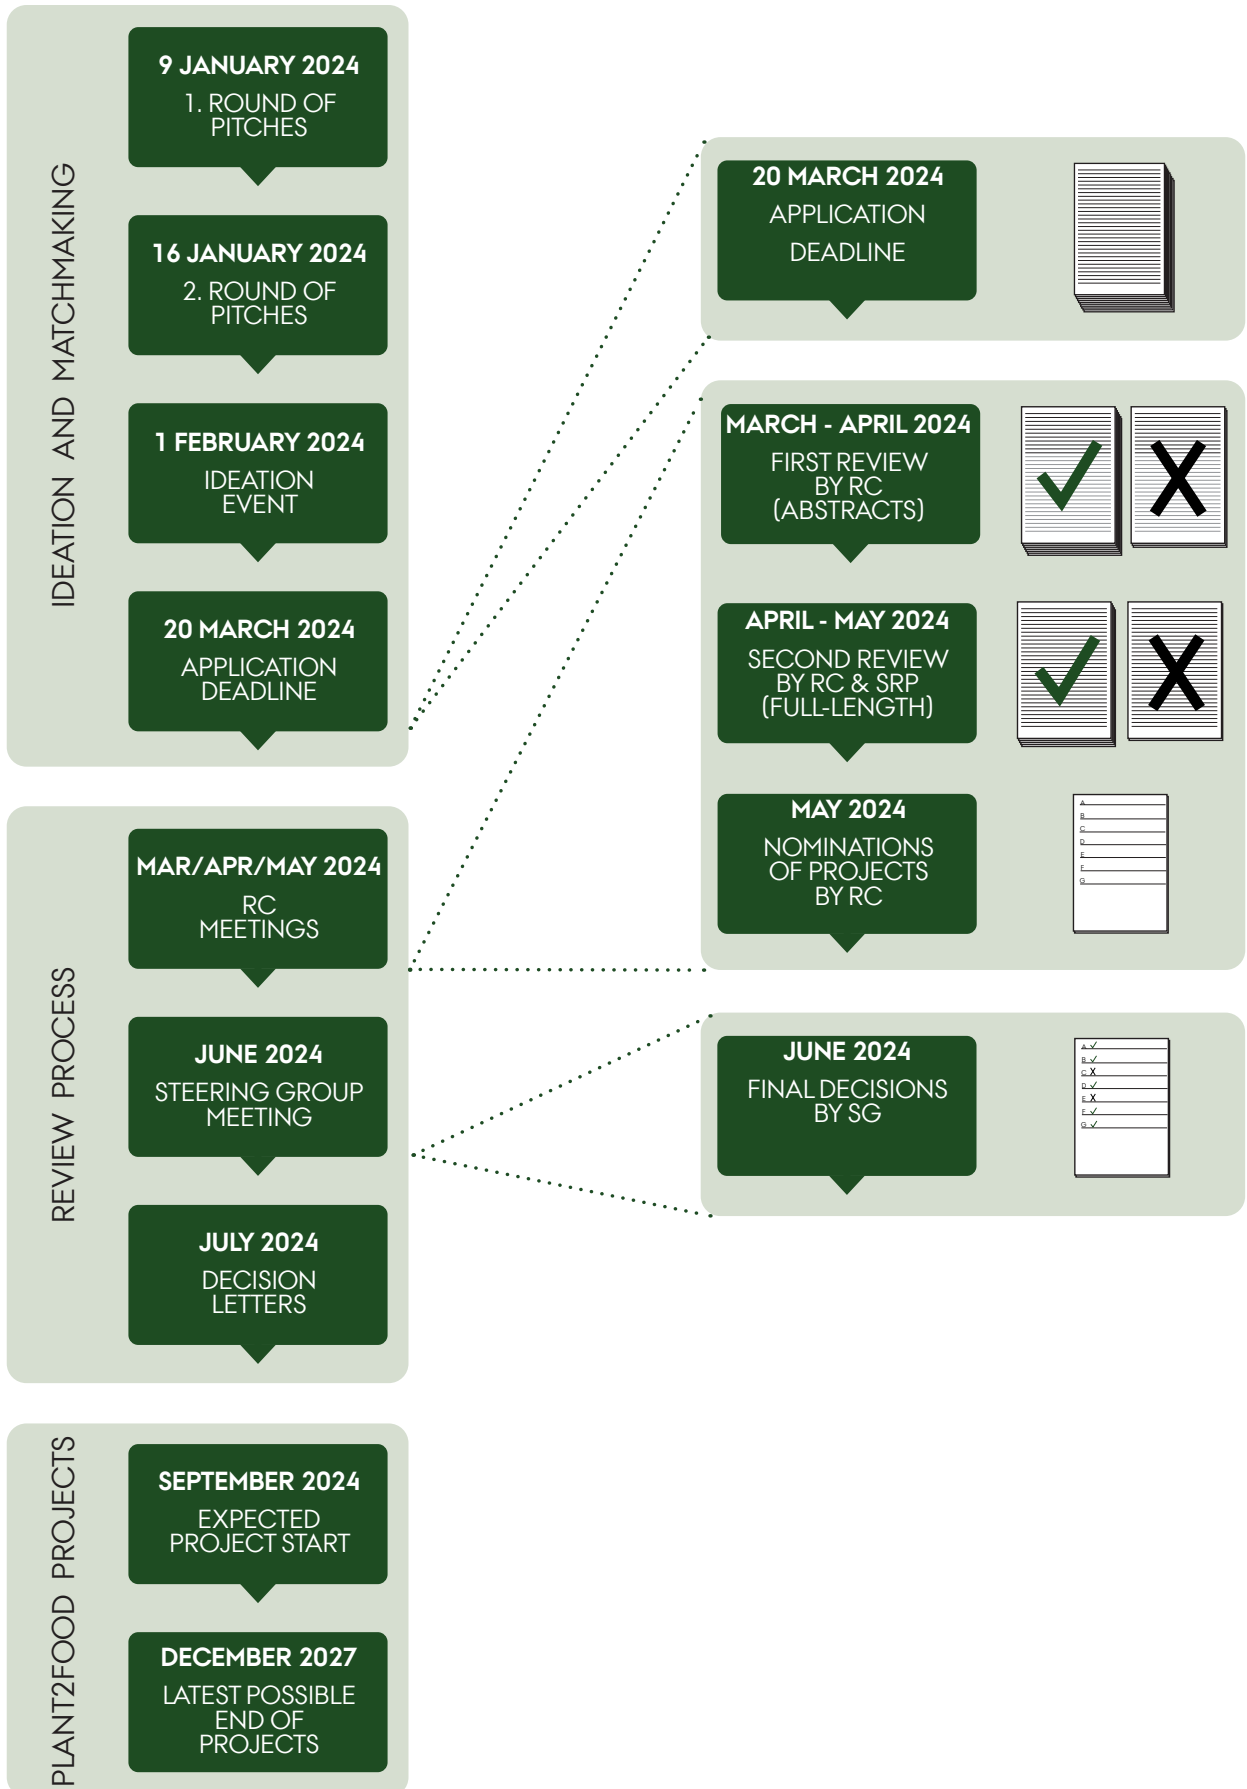 IDEATION AND MATCHMAKING
9 JANUARY 2024
1. ROUND OF
PITCHES
16 JANUARY 2024
2. ROUND OF
PITCHES
1 FEBRUARY 2024
IDEATION
EVENT
20 MARCH 2024
APPLICATION
DEADLINE
REVIEW PROCESS
MAR/APR/MAY 2024
RC
MEETINGS
JUNE 2024
STEERING GROUP
MEETING
JULY 2024
DECISION
LETTERS
PLANT2FOOD PROJECTS
SEPTEMBER 2024
EXPECTED
PROJECT START
DECEMBER 2027
LATEST POSSIBLE
END OF
PROJECTS
20 MARCH 2024
APPLICATION
DEADLINE
MARCH - APRIL 2024
FIRST REVIEW
BY RC
(ABSTRACTS)
APRIL - MAY 2024
SECOND REVIEW
BY RC & SRP
(FULL-LENGTH)
MAY 2024
NOMINATIONS
OF PROJECTS
BY RC
A
B
C
D
E
F
G
JUNE 2024
FINAL DECISIONS
BY SG
A ✓
B ✓
C X
D ✓
E X
F ✓
G ✓